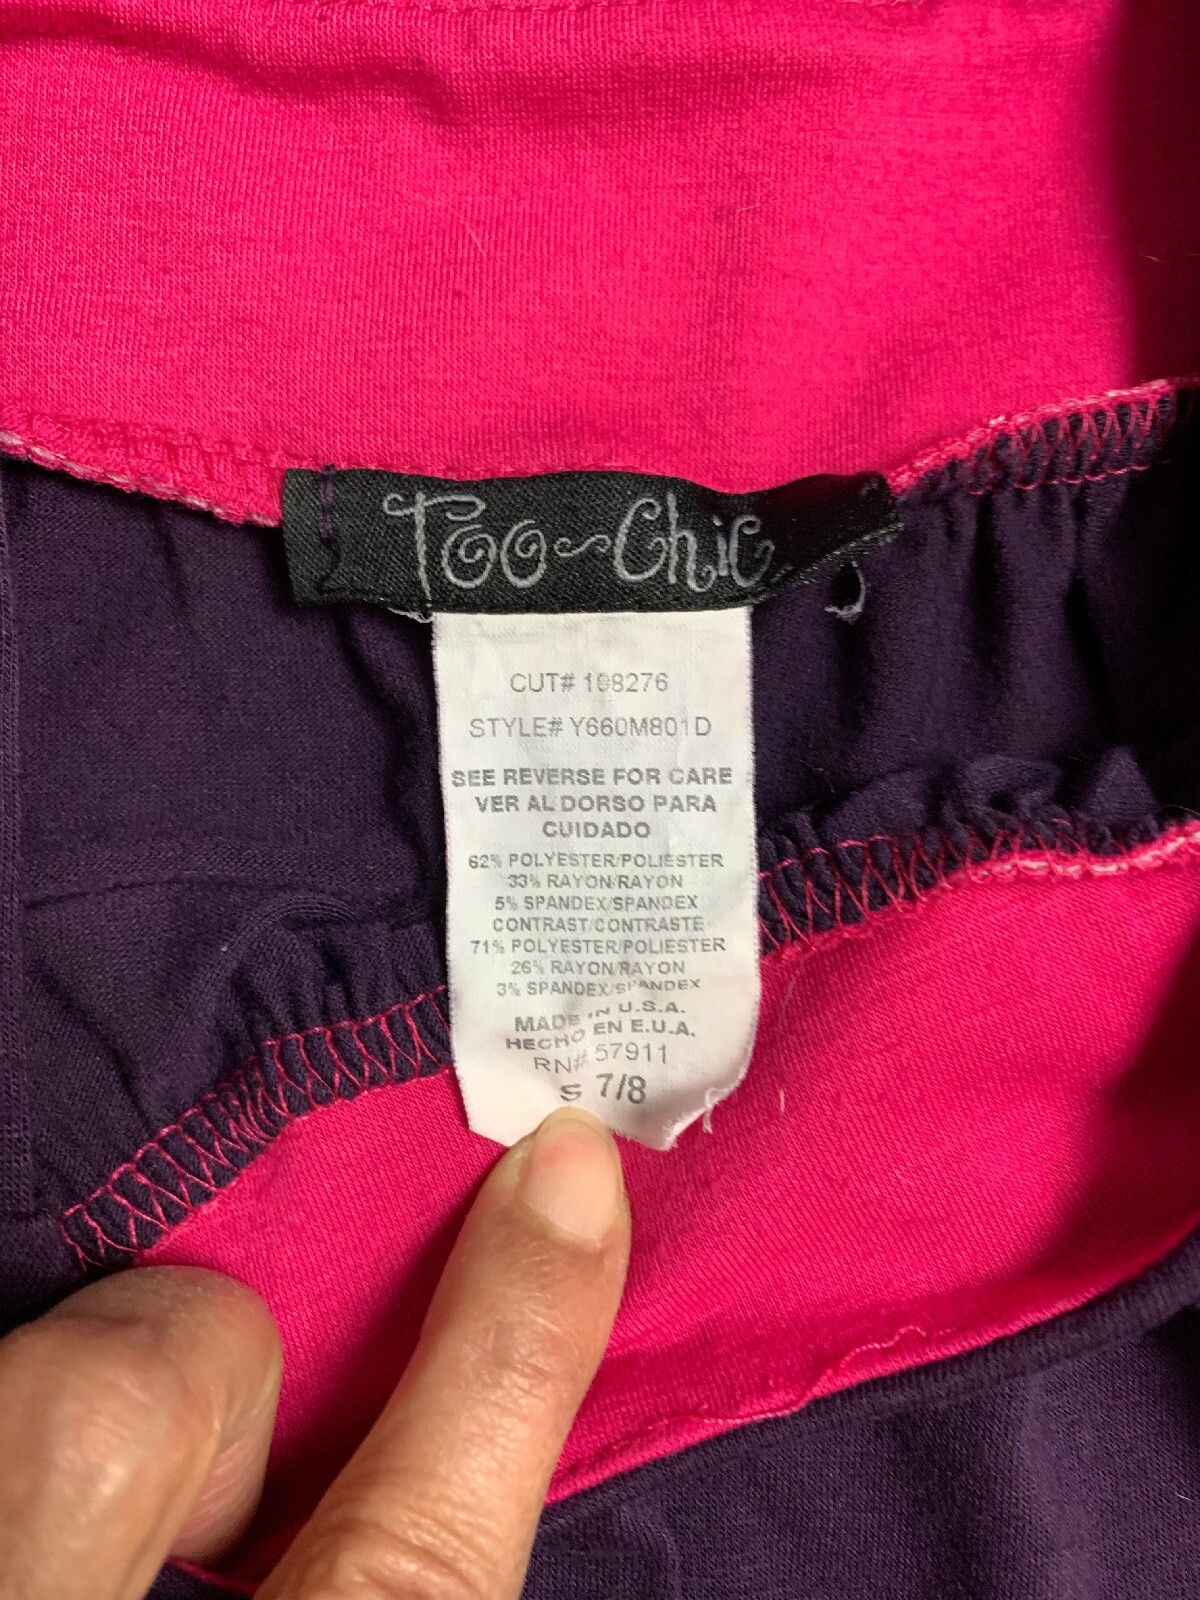 Too~Chic
CUT# 108276
STYLE# Y660M801D
SEE REVERSE FOR CARE
VER AL DORSO PARA
CUIDADO
62% POLYESTER/POLIESTER
33% RAYON/RAYON
5% SPANDEX/SPANDEX
CONTRAST/CONTRASTE
71% POLYESTER/POLIESTER
26% RAYON/RAYON
3% SPANDEX/SPANDEX
MADE IN U.S.A.
HECHO EN E.U.A.
RN# 57911
S 7/8